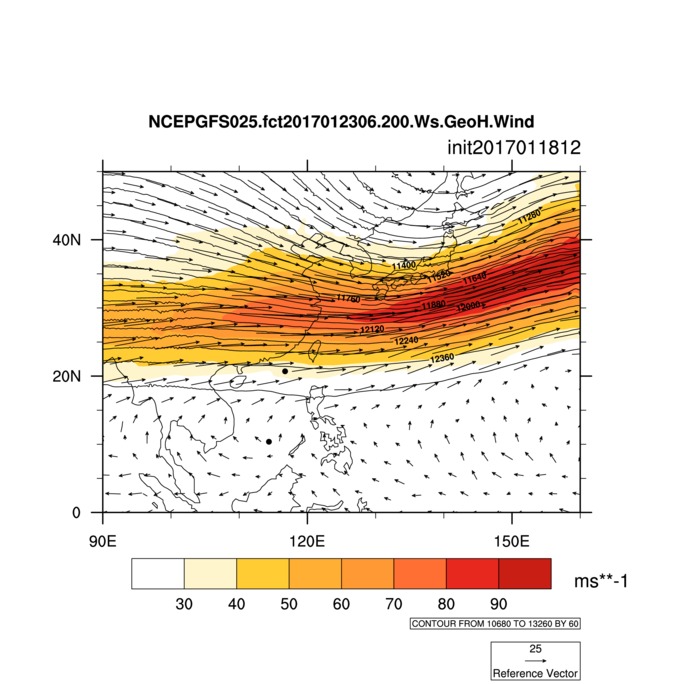 NCEPGFS025.fct2017012306.200.Ws.GeoH.Wind
init2017011812
11280
40N
11400
11520
11640
11760
11880
12000
12120
12240
12360
20N
0
90E 120E 150E
ms**-1
30 40 50 60 70 80 90
CONTOUR FROM 10680 TO 13260 BY 60
25
Reference Vector